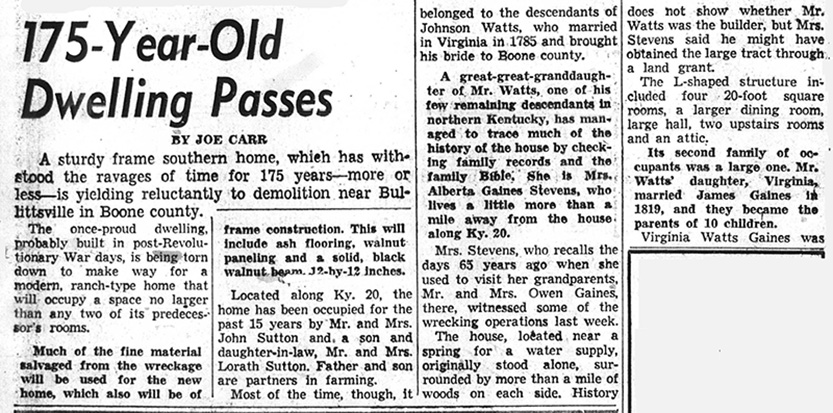 175-Year-Old
Dwelling Passes
BY JOE CARR
A sturdy frame southern home, which has with-
stood the ravages of time for 175 years—more or
less—is yielding reluctantly to demolition near Bul-
littsville in Boone county.
The once-proud dwelling,
probably built in post-Revolu-
tionary War days, is being torn
down to make way for a
modern, ranch-type home that
will occupy a space no larger
than any two of its predeces-
sor's rooms.
Much of the fine material
salvaged from the wreckage
will be used for the new
home, which also will be of
frame construction. This will
include ash flooring, walnut
paneling and a solid, black
walnut beam. 12-by-12 inches.
Located along Ky. 20, the
home has been occupied for the
past 15 years by Mr. and Mrs.
John Sutton and a son and
daughter-in-law, Mr. and Mrs.
Lorath Sutton. Father and son
are partners in farming.
Most of the time, though, it
belonged to the descendants of
Johnson Watts, who married
in Virginia in 1785 and brought
his bride to Boone county.
A great-great-granddaugh-
ter of Mr. Watts, one of his
few remaining descendants in
northern Kentucky, has man-
aged to trace much of the
history of the house by check-
ing family records and the
family Bible. She is Mrs.
Alberta Gaines Stevens, who
lives a little more than a
mile away from the house
along Ky. 20.
Mrs. Stevens, who recalls the
days 65 years ago when she
used to visit her grandparents,
Mr. and Mrs. Owen Gaines,
there, witnessed some of the
wrecking operations last week.
The house, located near a
spring for a water supply,
originally stood alone, sur-
rounded by more than a mile of
woods on each side. History
does not show whether Mr.
Watts was the builder, but Mrs.
Stevens said he might have
obtained the large tract through
a land grant.
The L-shaped structure in-
cluded four 20-foot square
rooms, a larger dining room,
large hall, two upstairs rooms
and an attic.
Its second family of oc-
cupants was a large one. Mr.
Watts' daughter, Virginia,
married James Gaines in
1819, and they became the
parents of 10 children.
Virginia Watts Gaines was